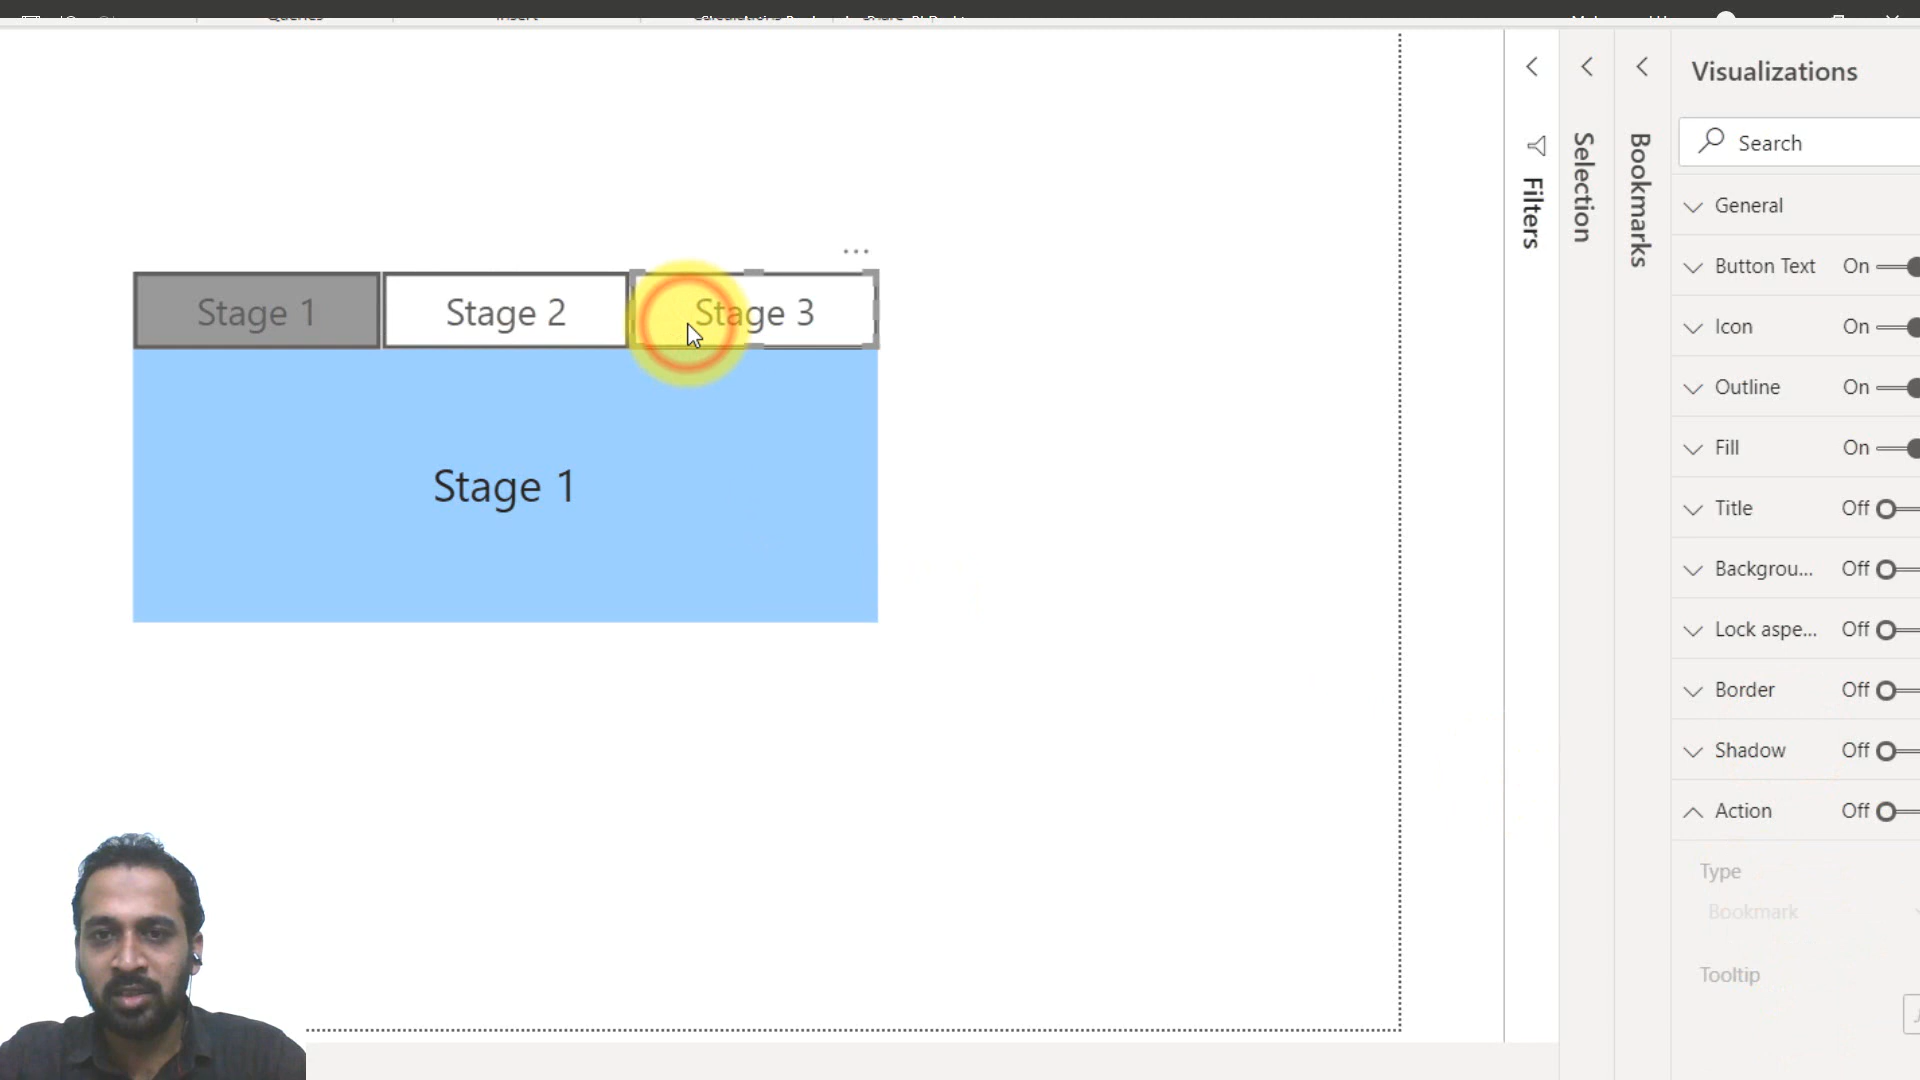 Visualizations
Search
Filters
Selection
Bookmarks
General
Button Text On
Icon On
Outline On
Fill On
Title Off
Backgrou... Off
Lock aspe... Off
Border Off
Shadow Off
Action Off
Type
Bookmark
Tooltip
Stage 1
Stage 2
Stage 3
Stage 1